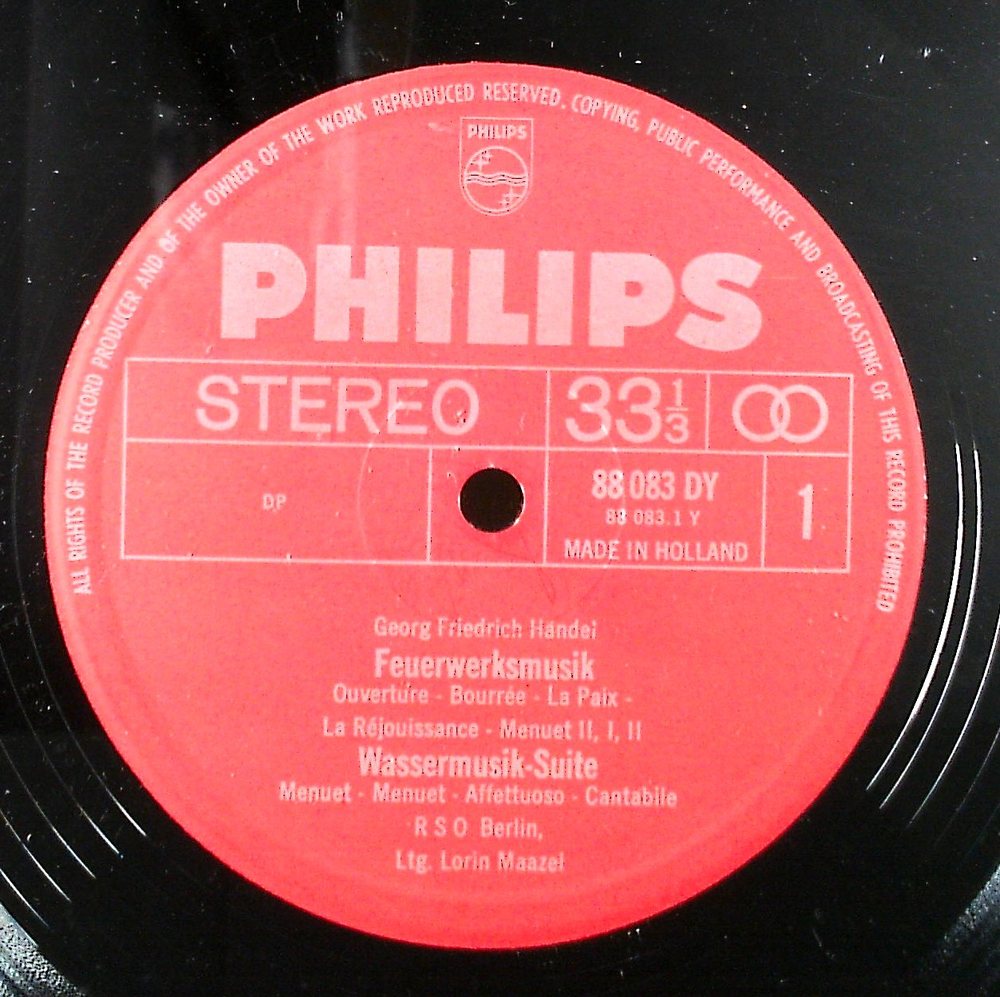 ALL RIGHTS OF THE RECORD PRODUCER AND OF THE OWNER OF THE WORK REPRODUCED RESERVED. COPYING, PUBLIC PERFORMANCE AND BROADCASTING OF THIS RECORD PROHIBITED
PHILIPS
PHILIPS
STEREO
33 1/3
DP
88 083 DY
88 083.1 Y
MADE IN HOLLAND
1
Georg Friedrich Händel
Feuerwerksmusik
Ouverture - Bourrée - La Paix -
La Réjouissance - Menuet II, I, II
Wassermusik-Suite
Menuet - Menuet - Affettuoso - Cantabile
R S O Berlin,
Ltg. Lorin Maazel